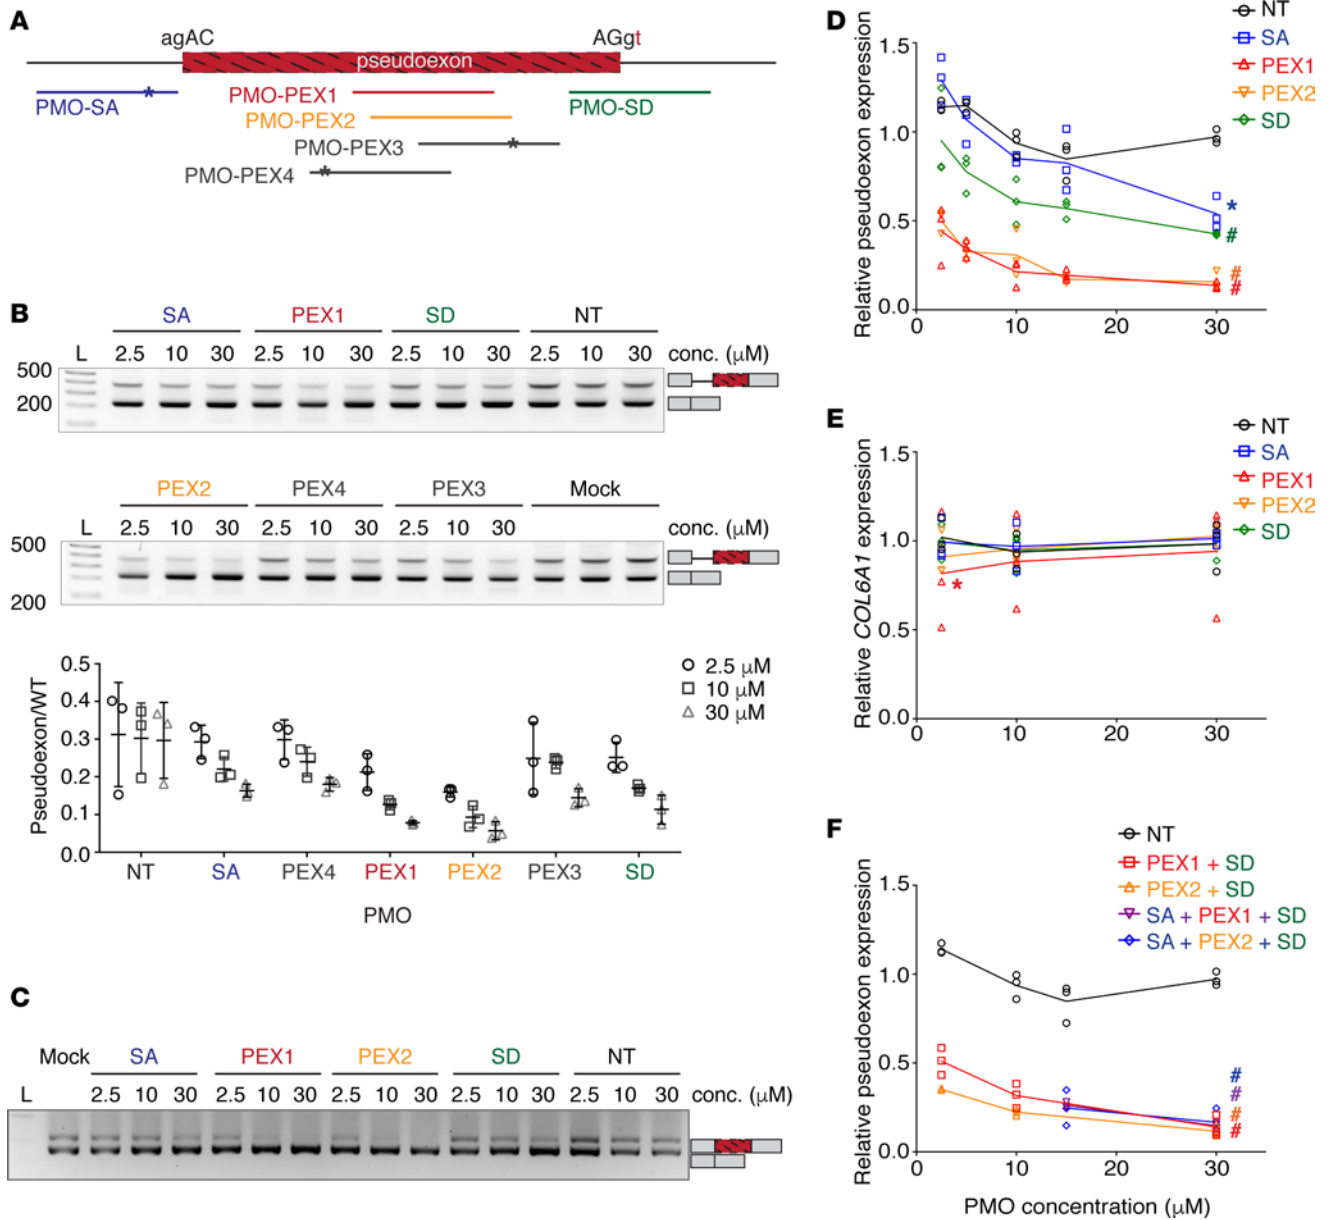 A
agAC
AGgt
pseudoexon
PMO-SA
*
PMO-PEX1
PMO-SD
PMO-PEX2
PMO-PEX3
*
PMO-PEX4
*
B
SA PEX1 SD NT
L 2.5 10 30 2.5 10 30 2.5 10 30 2.5 10 30 conc. (μM)
500
200
PEX2 PEX4 PEX3 Mock
L 2.5 10 30 2.5 10 30 2.5 10 30 conc. (μM)
500
200
Pseudoexon/WT
0.5
0.4
0.3
0.2
0.1
0.0
2.5 μM
10 μM
30 μM
NT SA PEX4 PEX1 PEX2 PEX3 SD
PMO
C
Mock SA PEX1 PEX2 SD NT
L 2.5 10 30 2.5 10 30 2.5 10 30 2.5 10 30 2.5 10 30 conc. (μM)
D
Relative pseudoexon expression
1.5
1.0
0.5
0.0
0 10 20 30
NT
SA
PEX1
PEX2
SD
*
#
#
#
E
Relative COL6A1 expression
1.5
1.0
0.5
0.0
0 10 20 30
NT
SA
PEX1
PEX2
SD
*
F
Relative pseudoexon expression
1.5
1.0
0.5
0.0
0 10 20 30
NT
PEX1 + SD
PEX2 + SD
SA + PEX1 + SD
SA + PEX2 + SD
#
#
#
#
PMO concentration (μM)